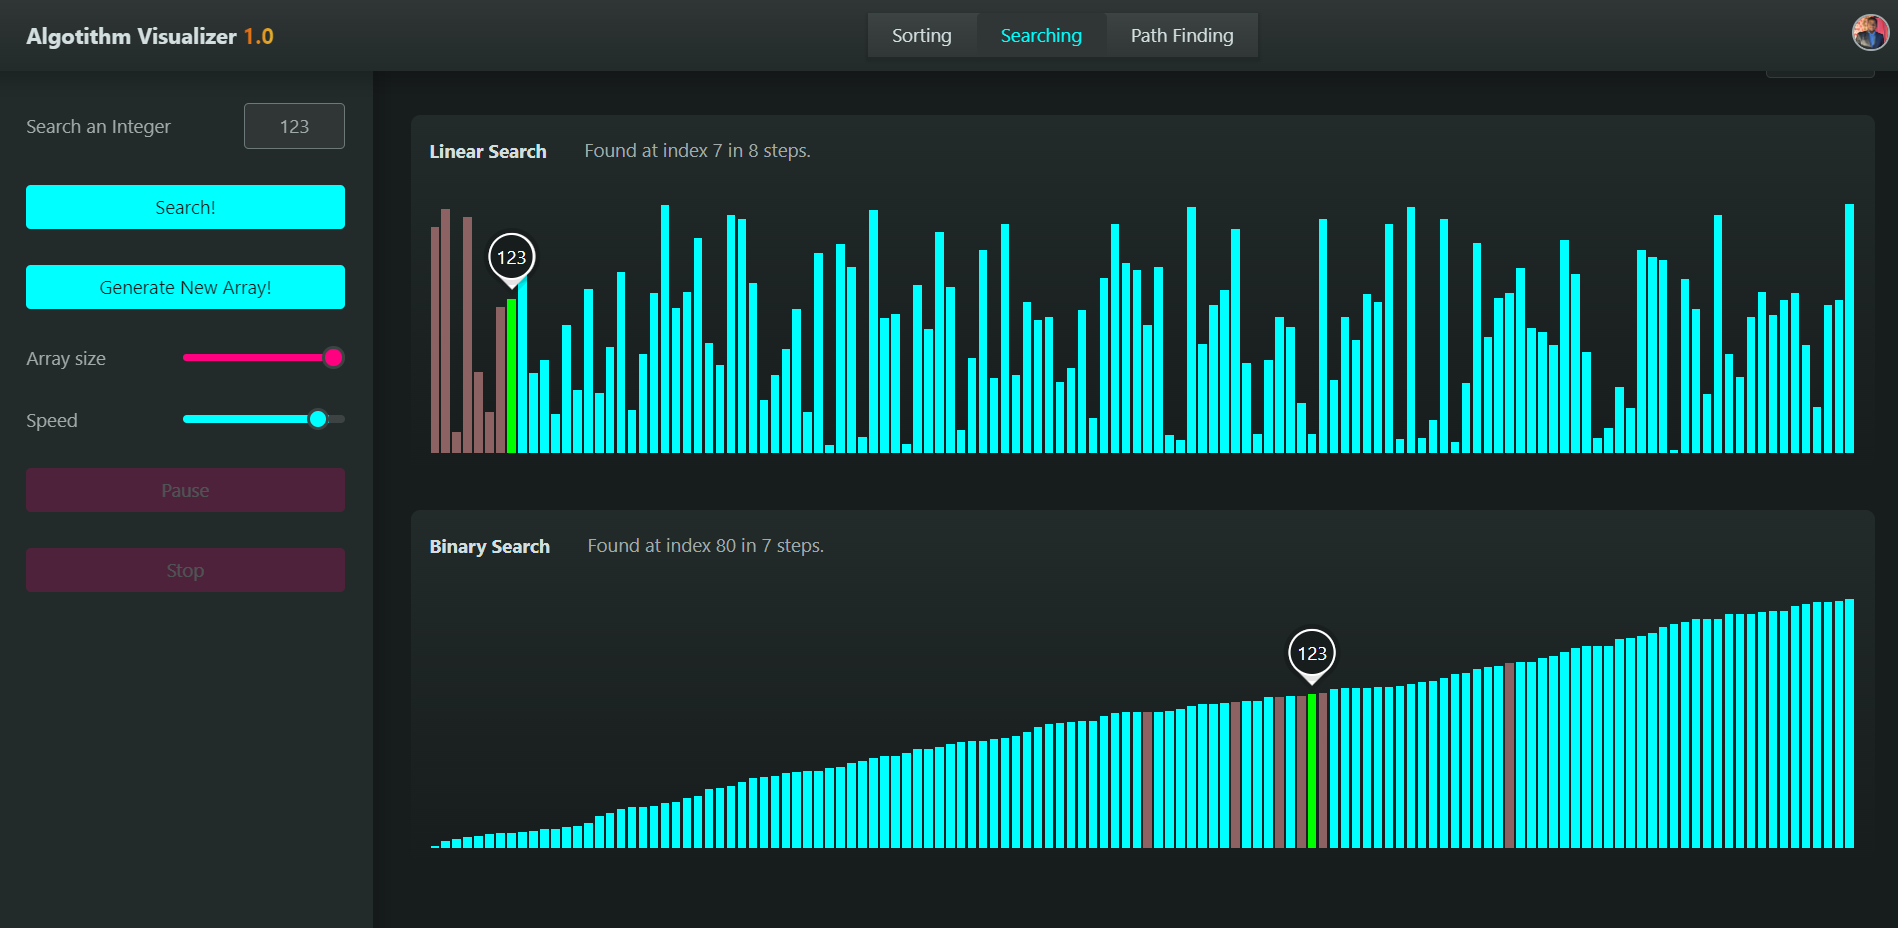 Algotithm Visualizer 1.0
Sorting
Searching
Path Finding
Search an Integer
123
Search!
Generate New Array!
Array size
Speed
Pause
Stop
Linear Search
Found at index 7 in 8 steps.
123
Binary Search
Found at index 80 in 7 steps.
123